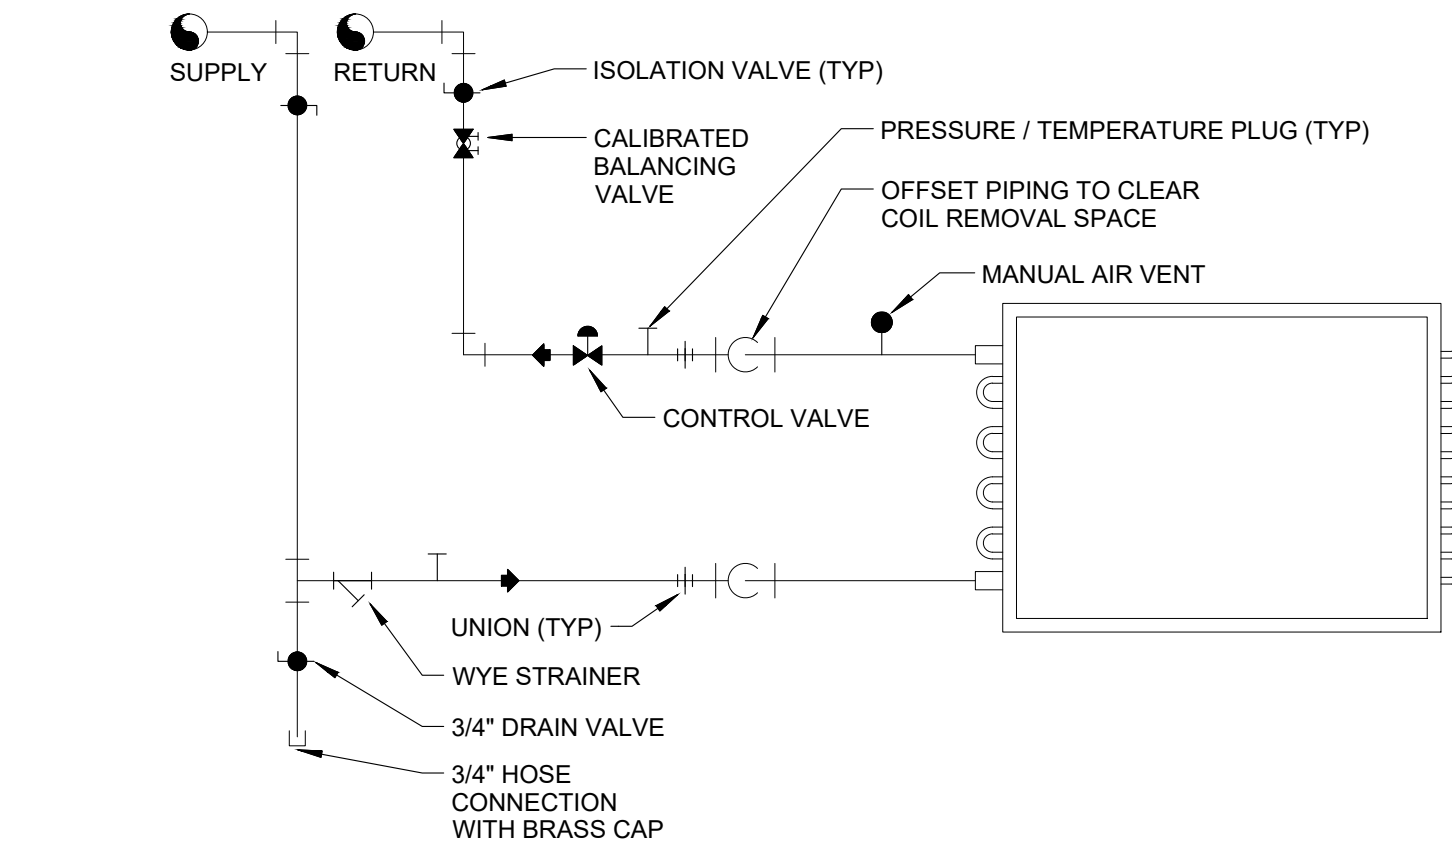 SUPPLY
RETURN
ISOLATION VALVE (TYP)
CALIBRATED
BALANCING
VALVE
PRESSURE / TEMPERATURE PLUG (TYP)
OFFSET PIPING TO CLEAR
COIL REMOVAL SPACE
MANUAL AIR VENT
CONTROL VALVE
UNION (TYP)
WYE STRAINER
3/4" DRAIN VALVE
3/4" HOSE
CONNECTION
WITH BRASS CAP